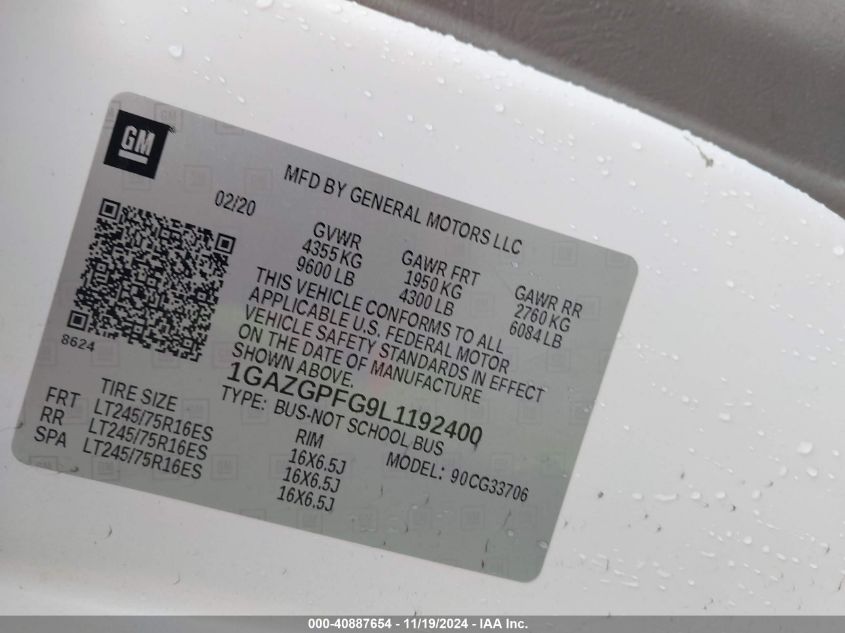 GM
MFD BY GENERAL MOTORS LLC
02/20
GVWR GAWR FRT GAWR RR
4355 KG 1950 KG 2760 KG
9600 LB 4300 LB 6084 LB
THIS VEHICLE CONFORMS TO ALL
APPLICABLE U.S. FEDERAL MOTOR
VEHICLE SAFETY STANDARDS IN EFFECT
ON THE DATE OF MANUFACTURE
SHOWN ABOVE.
8624
1GAZGPFG9L1192400
TYPE: BUS-NOT SCHOOL BUS
MODEL: 90CG33706
TIRE SIZE RIM
FRT LT245/75R16ES 16X6.5J
RR LT245/75R16ES 16X6.5J
SPA LT245/75R16ES 16X6.5J
000-40887654 - 11/19/2024 - IAA Inc.